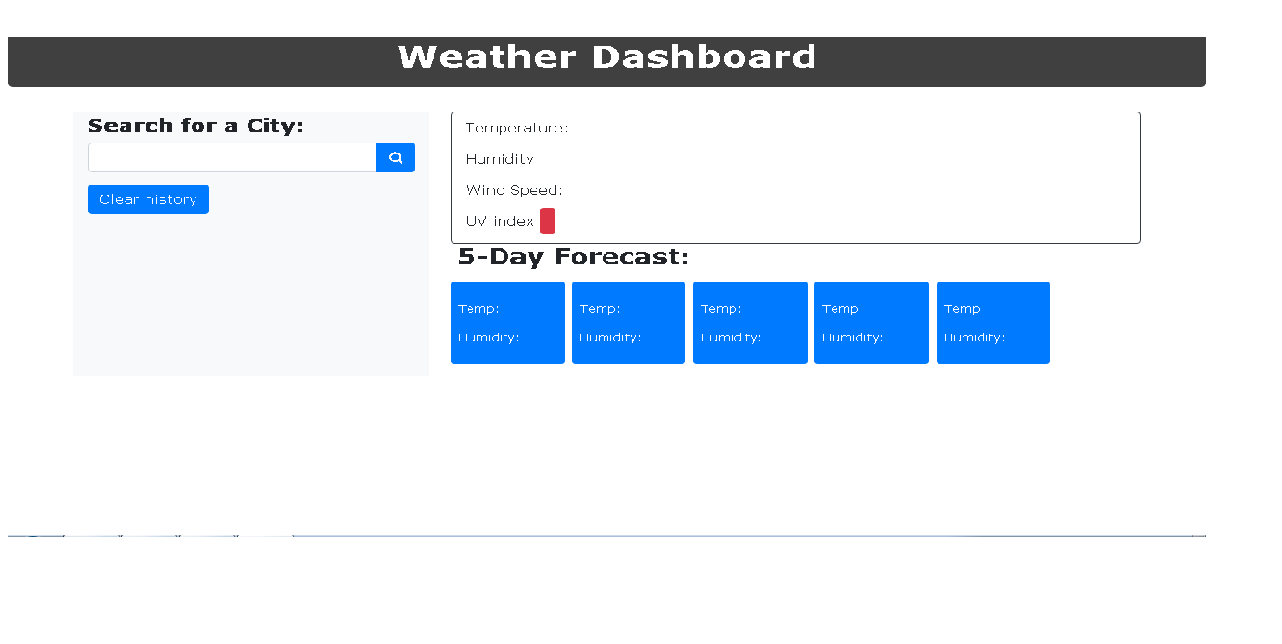 Weather Dashboard
Search for a City:
Clear history
Temperature:
Humidity
Wind Speed:
UV index
5-Day Forecast:
Temp: Temp: Temp: Temp Temp
Humidity: Humidity: Humidity: Humidity: Humidity: